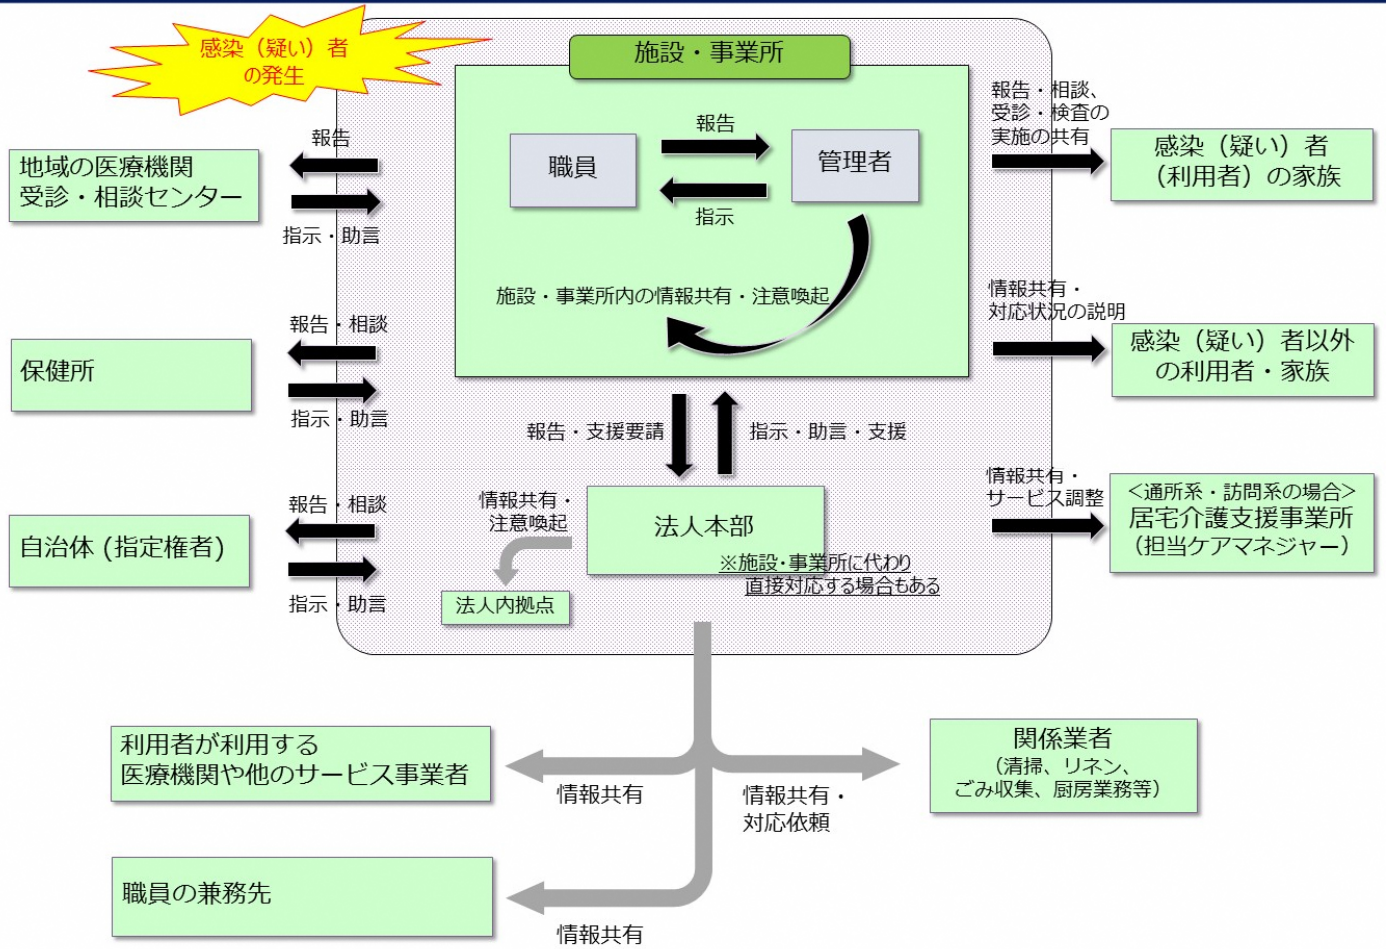 感染（疑い）者
の発生
施設・事業所
職員
報告
指示
管理者
施設・事業所内の情報共有・注意喚起
報告
地域の医療機関
受診・相談センター
指示・助言
報告・相談
保健所
指示・助言
報告・相談
自治体 (指定権者)
指示・助言
報告・相談、
受診・検査の
実施の共有
感染（疑い）者
（利用者）の家族
情報共有・
対応状況の説明
感染（疑い）者以外
の利用者・家族
情報共有・
サービス調整
＜通所系・訪問系の場合＞
居宅介護支援事業所
（担当ケアマネジャー）
報告・支援要請
指示・助言・支援
情報共有・
注意喚起
法人本部
※施設・事業所に代わり
直接対応する場合もある
法人内拠点
利用者が利用する
医療機関や他のサービス事業者
情報共有
情報共有・
対応依頼
関係業者
（清掃、リネン、
ごみ収集、厨房業務等）
職員の兼務先
情報共有